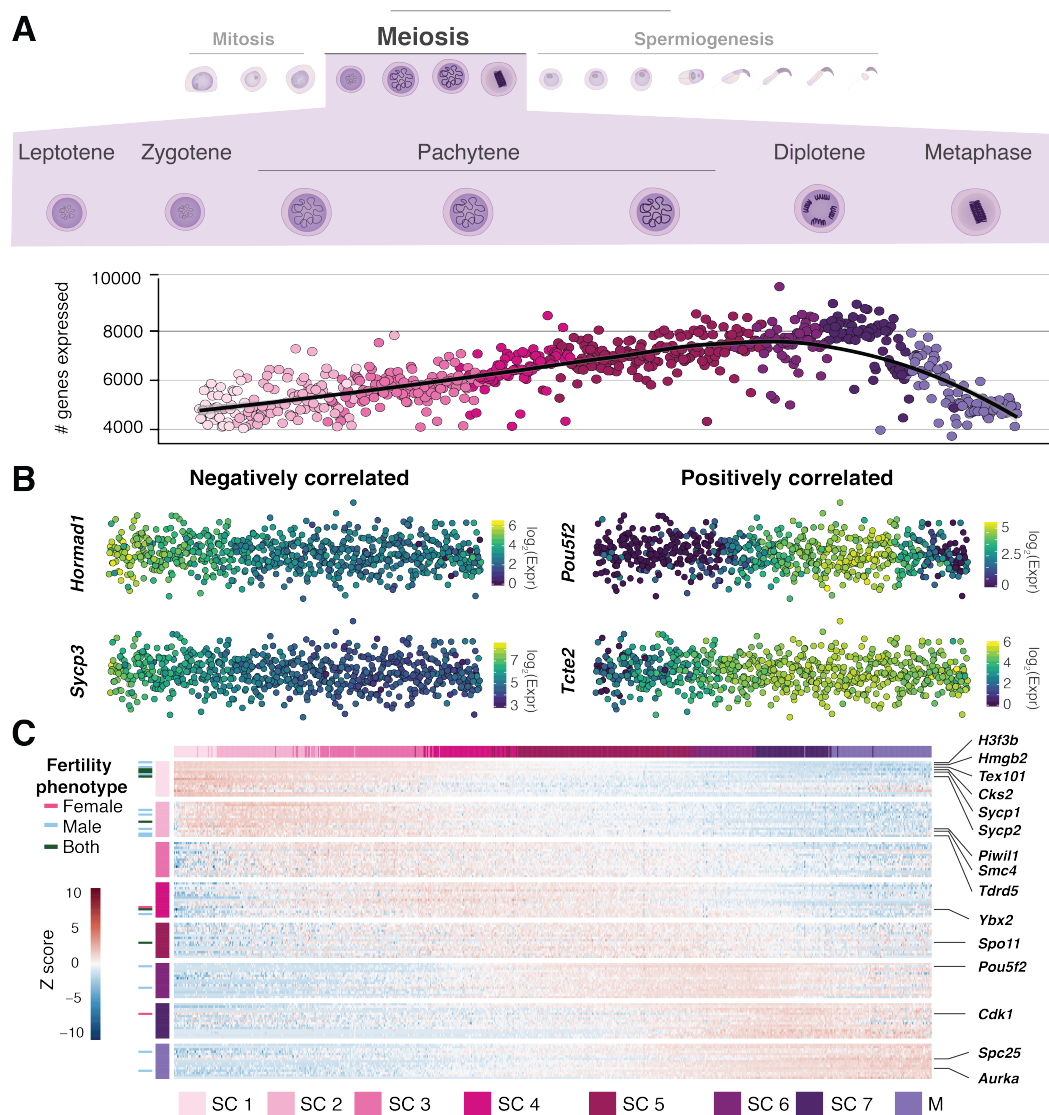 A
Mitosis
Meiosis
Spermiogenesis
Leptotene
Zygotene
Pachytene
Diplotene
Metaphase
# genes expressed
10000
8000
6000
4000
B
Negatively correlated
Positively correlated
Hormad1
6
4
2
0
log2(Expr)
Pou5f2
5
2.5
0
log2(Expr)
Sycp3
7
5
3
log2(Expr)
Tcte2
6
4
2
0
log2(Expr)
C
Fertility
phenotype
Female
Male
Both
Z score
10
5
0
−5
−10
H3f3b
Hmgb2
Tex101
Cks2
Sycp1
Sycp2
Piwil1
Smc4
Tdrd5
Ybx2
Spo11
Pou5f2
Cdk1
Spc25
Aurka
SC 1
SC 2
SC 3
SC 4
SC 5
SC 6
SC 7
M